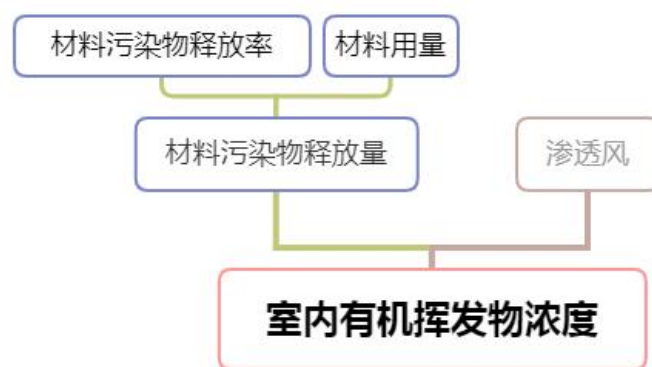 材料污染物释放率
材料用量
材料污染物释放量
渗透风
室内有机挥发物浓度